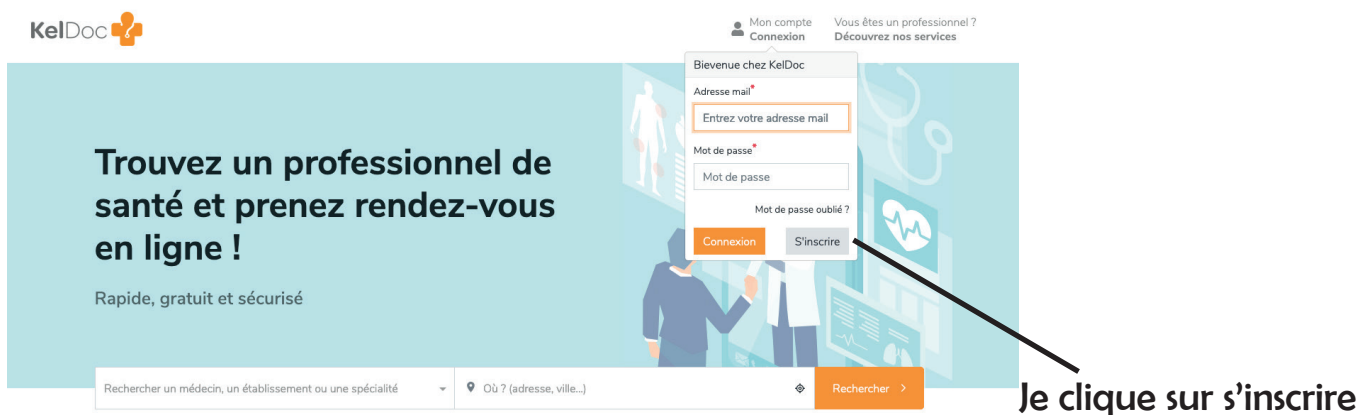 KelDoc
Mon compte
Connexion
Vous êtes un professionnel ?
Découvrez nos services
Bievenue chez KelDoc
Adresse mail*
Entrez votre adresse mail
Mot de passe*
Mot de passe
Mot de passe oublié ?
Connexion
S'inscrire
Trouvez un professionnel de
santé et prenez rendez-vous
en ligne !
Rapide, gratuit et sécurisé
Rechercher un médecin, un établissement ou une spécialité
Où ? (adresse, ville...)
Rechercher >
Je clique sur s’inscrire